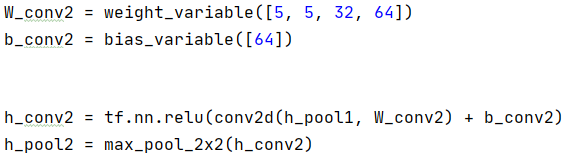 W_conv2 = weight_variable([5, 5, 32, 64])
b_conv2 = bias_variable([64])
h_conv2 = tf.nn.relu(conv2d(h_pool1, W_conv2) + b_conv2)
h_pool2 = max_pool_2x2(h_conv2)